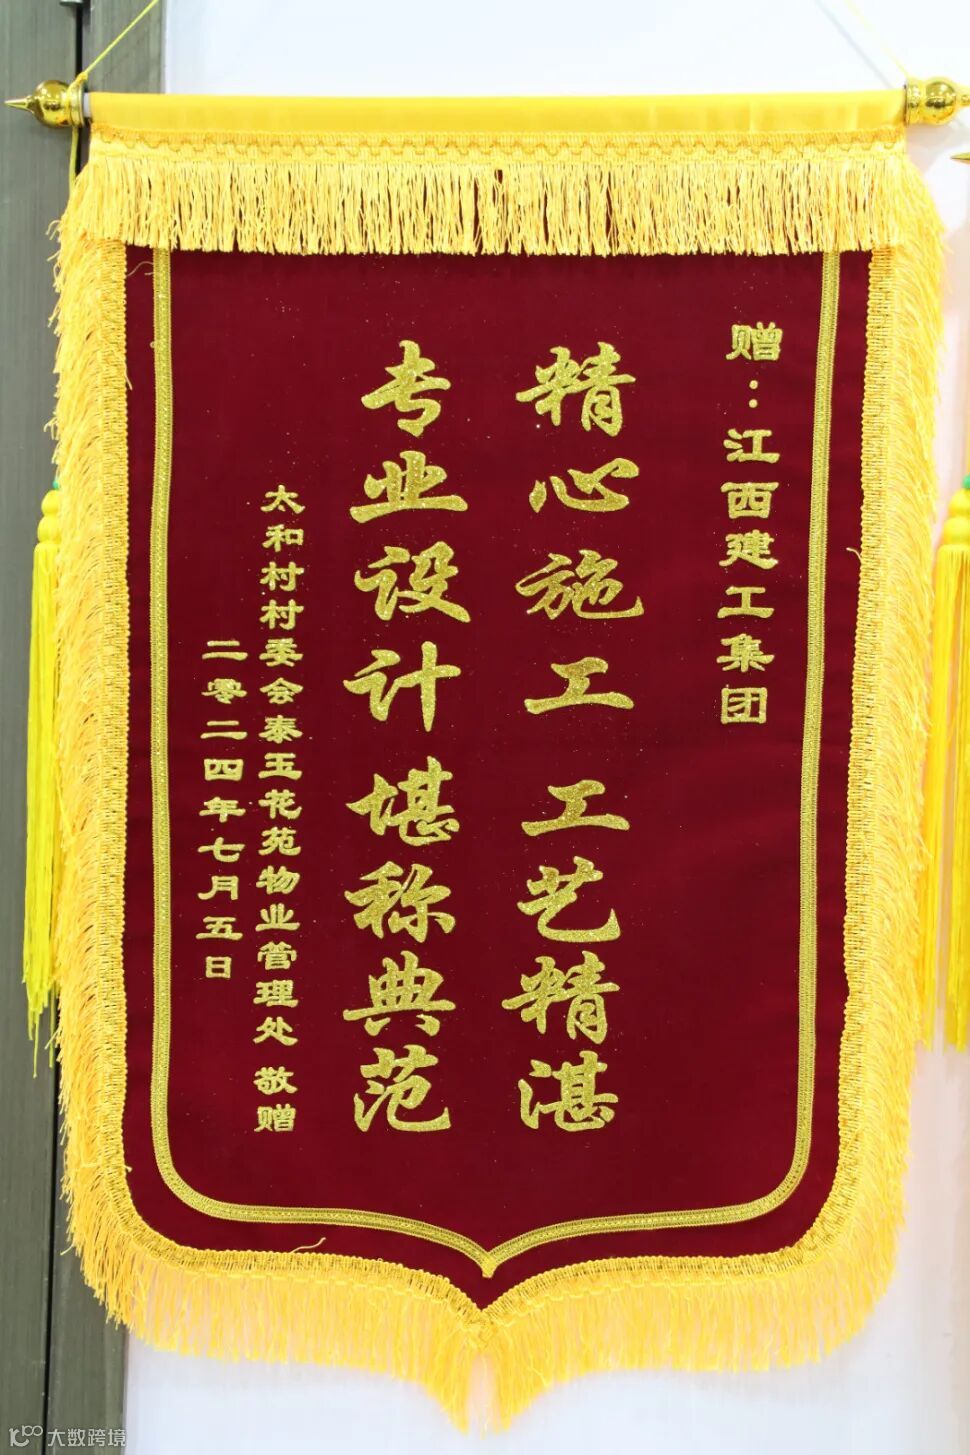 赠：江西建工集团
精心施工 工艺精湛
专业设计 堪称典范
太和村村委会泰玉花苑物业管理处 敬赠
二零二四年七月五日
大数跨境